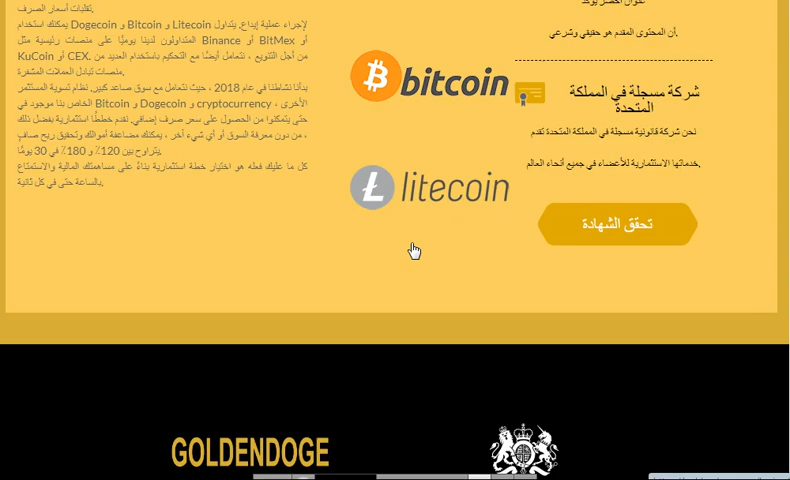 تقلبات أسعار الصرف.
لإجراء عملية إيداع. يتداول Litecoin و Bitcoin و Dogecoin يمكنك استخدام
المتداولون لدينا يوميًا على منصات رئيسية مثل Binance أو BitMex أو
KuCoin أو CEX. من أجل التنويع ، نتعامل أيضًا مع التحكيم باستخدام العديد من
منصات تبادل العملات المشفرة.
بدأنا نشاطنا في عام 2018 ، حيث نتعامل مع سوق صاعد كبير. نظام تسوية المستثمر
الخاص بنا موجود في Bitcoin و Dogecoin و cryptocurrency الأخرى ،
حتى يتمكنوا من الحصول على سعر صرف إضافي. نقدم خططًا استثمارية بفضل ذلك
، من دون معرفة السوق أو أي شيء آخر ، يمكنك مضاعفة أموالك وتحقيق ربح صافٍ
يتراوح بين 120٪ و 180٪ في 30 يومًا.
كل ما عليك فعله هو اختيار خطة استثمارية بناءً على مساهمتك المالية والاستمتاع
بالساعة حتى في كل ثانية.
bitcoin
litecoin
عنوان أخضر يؤكد
أن المحتوى المقدم هو حقيقي وشرعي.
شركة مسجلة في المملكة
المتحدة
نحن شركة قانونية مسجلة في المملكة المتحدة تقدم
خدماتها الاستثمارية للأعضاء في جميع أنحاء العالم.
تحقق الشهادة
GOLDENDOGE